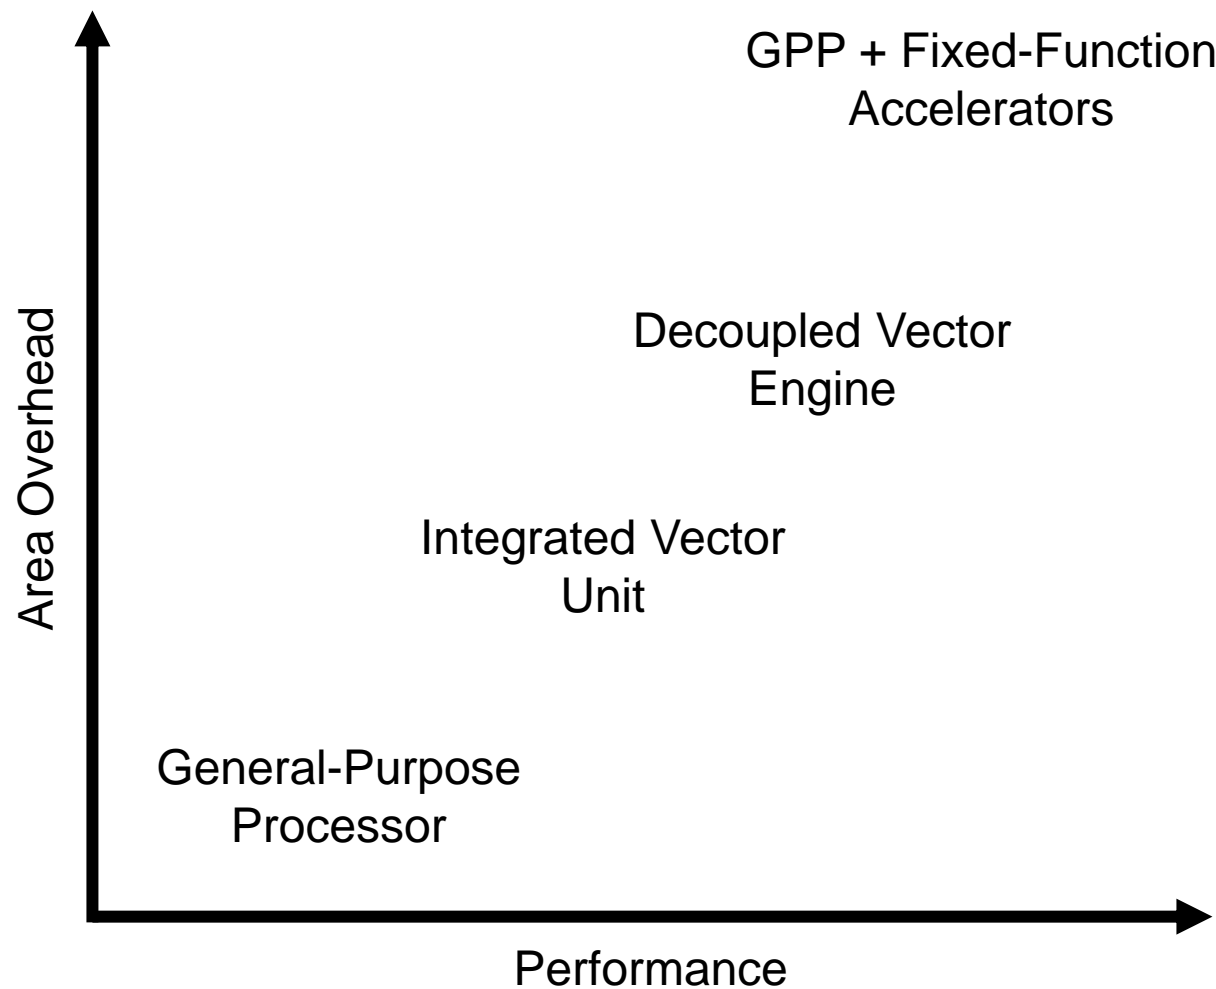 GPP + Fixed-Function
Accelerators
Decoupled Vector
Engine
Integrated Vector
Unit
General-Purpose
Processor
Area Overhead
Performance